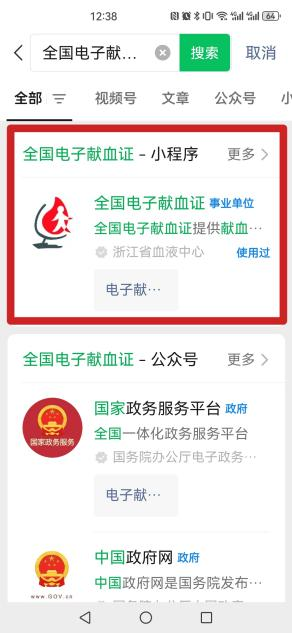 12:38
64
全国电子献血... 搜索 取消
全部 视频号 文章 公众号 小
全国电子献血证 - 小程序 更多
全国电子献血证 事业单位
全国电子献血证提供献血...
浙江省血液中心 使用过
电子献...
全国电子献血证 - 公众号 更多
国家政务服务平台 政府
全国一体化政务服务平台
国务院办公厅电子政务...
国家政务服务
电子献...
中国政府网 政府
中国政府网是国务院发布...
www.GOV.cn